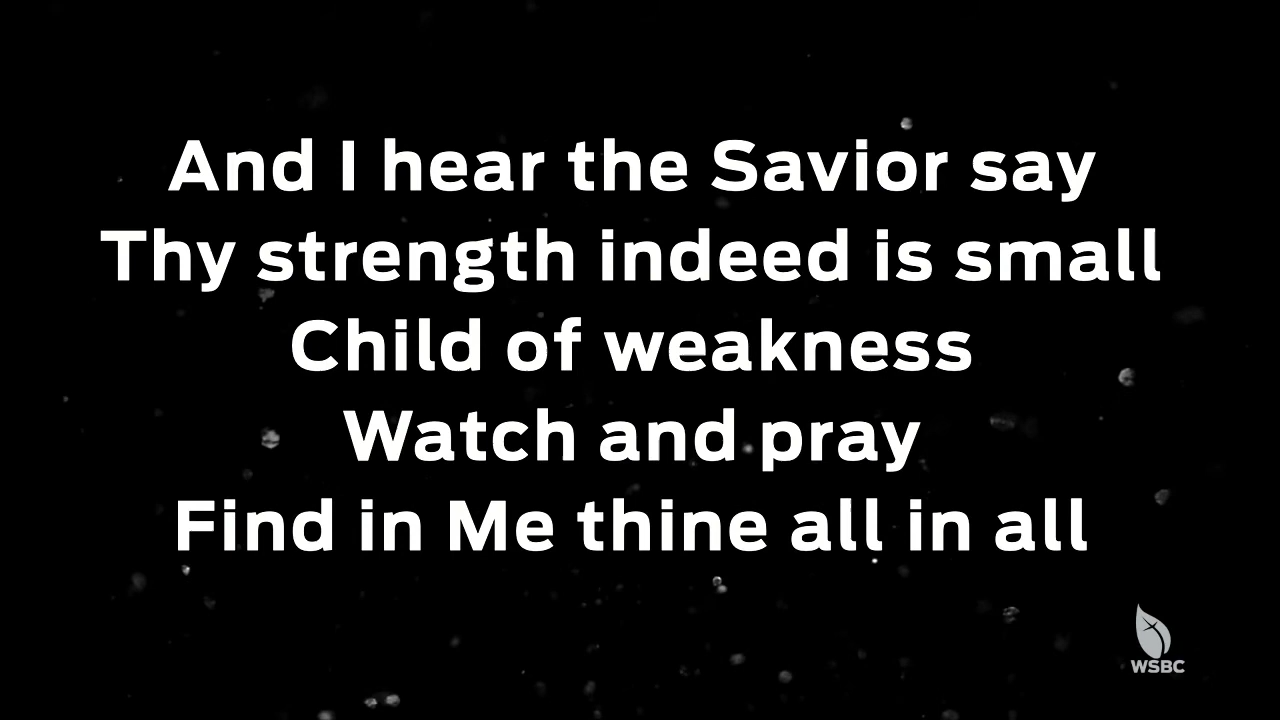 And I hear the Savior say
Thy strength indeed is small
Child of weakness
Watch and pray
Find in Me thine all in all
WSBC